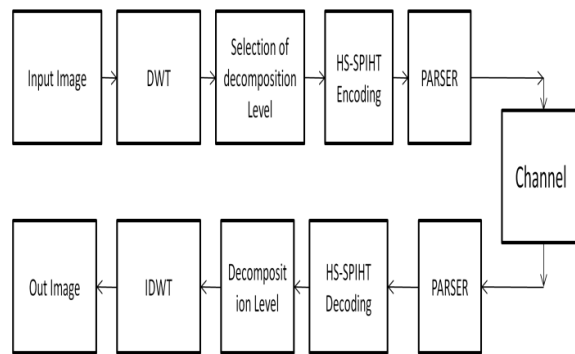 Input Image
DWT
Selection of
decomposition
Level
HS-SPIHT
Encoding
PARSER
Channel
Out Image
IDWT
Decomposit
ion Level
HS-SPIHT
Decoding
PARSER